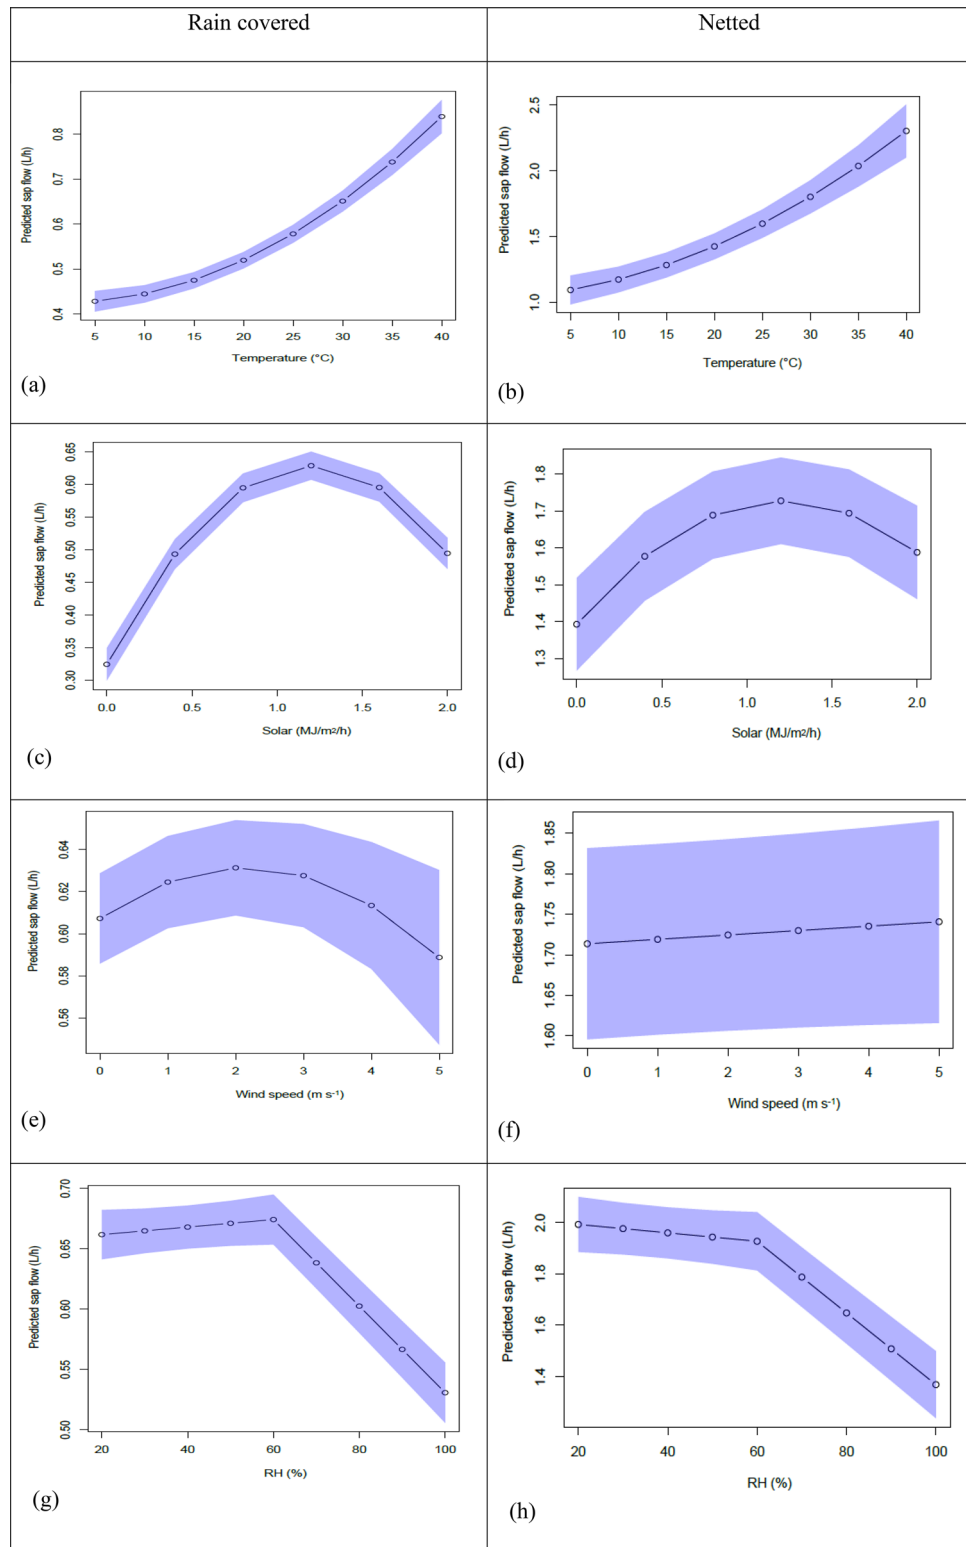 Rain covered
Netted
Predicted sap flow (L/h)
0.8
0.7
0.6
0.5
0.4
5 10 15 20 25 30 35 40
Temperature (°C)
(a)
Predicted sap flow (L/h)
2.5
2.0
1.5
1.0
5 10 15 20 25 30 35 40
Temperature (°C)
(b)
Predicted sap flow (L/h)
0.65
0.60
0.55
0.50
0.45
0.40
0.35
0.30
0.0 0.5 1.0 1.5 2.0
Solar (MJ/m²/h)
(c)
Predicted sap flow (L/h)
1.8
1.7
1.6
1.5
1.4
1.3
0.0 0.5 1.0 1.5 2.0
Solar (MJ/m²/h)
(d)
Predicted sap flow (L/h)
0.64
0.62
0.60
0.58
0.56
0 1 2 3 4 5
Wind speed (m s-1)
(e)
Predicted sap flow (L/h)
1.85
1.80
1.75
1.70
1.65
1.60
0 1 2 3 4 5
Wind speed (m s-1)
(f)
Predicted sap flow (L/h)
0.70
0.65
0.60
0.55
0.50
20 40 60 80 100
RH (%)
(g)
Predicted sap flow (L/h)
2.0
1.8
1.6
1.4
20 40 60 80 100
RH (%)
(h)